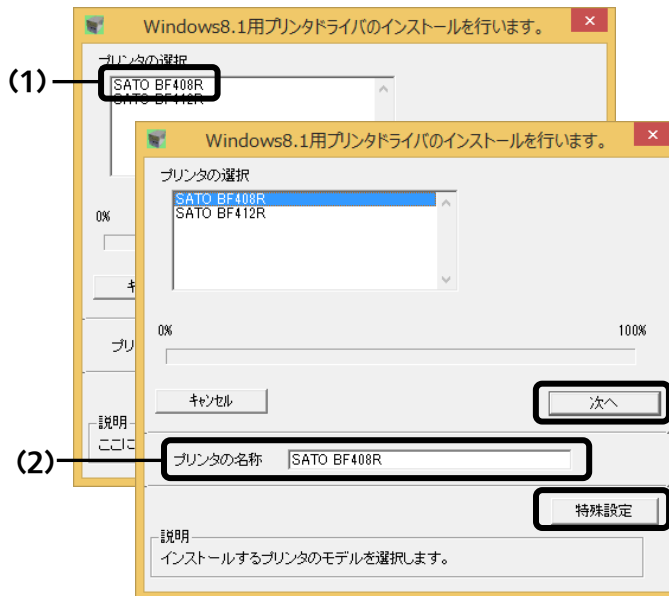 Windows8.1用プリンタドライバのインストールを行います。
プリンタの選択
(1)
SATO BF408R
SATO BF412R
0%
プリ
説明
ここに
Windows8.1用プリンタドライバのインストールを行います。
プリンタの選択
SATO BF408R
SATO BF412R
0%
100%
キャンセル
次へ
(2)
プリンタの名称
SATO BF408R
特殊設定
説明
インストールするプリンタのモデルを選択します。